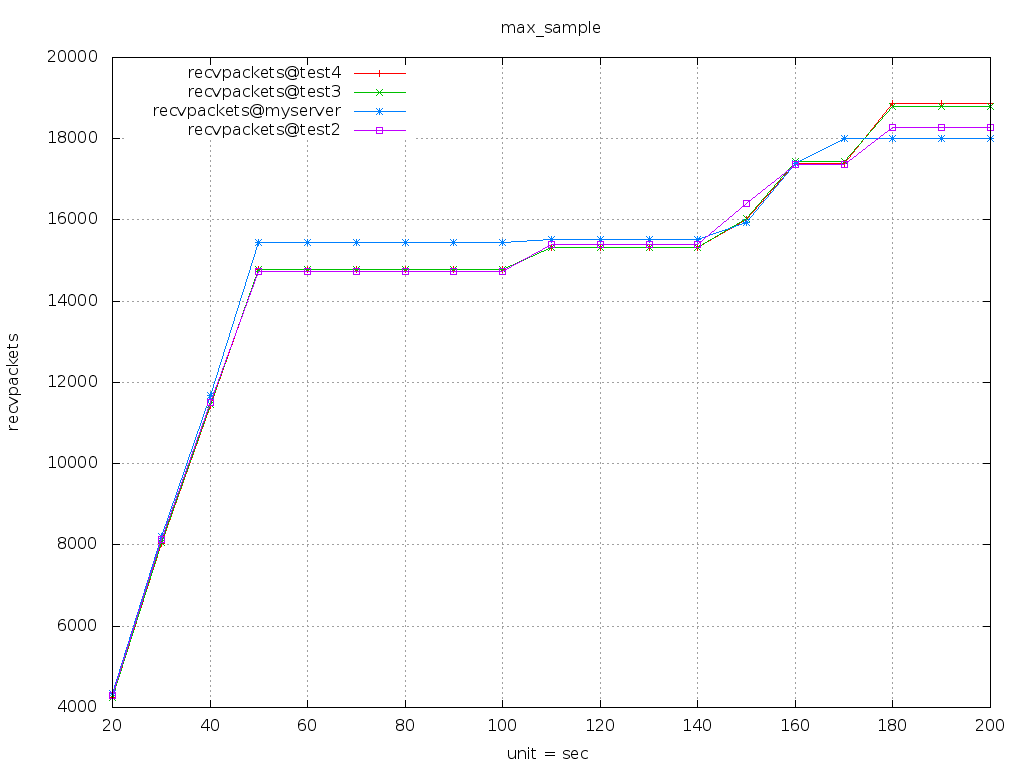 max_sample
recvpackets@test4
recvpackets@test3
recvpackets@myserver
recvpackets@test2
20000
18000
16000
14000
12000
10000
8000
6000
4000
recvpackets
20 40 60 80 100 120 140 160 180 200
unit = sec